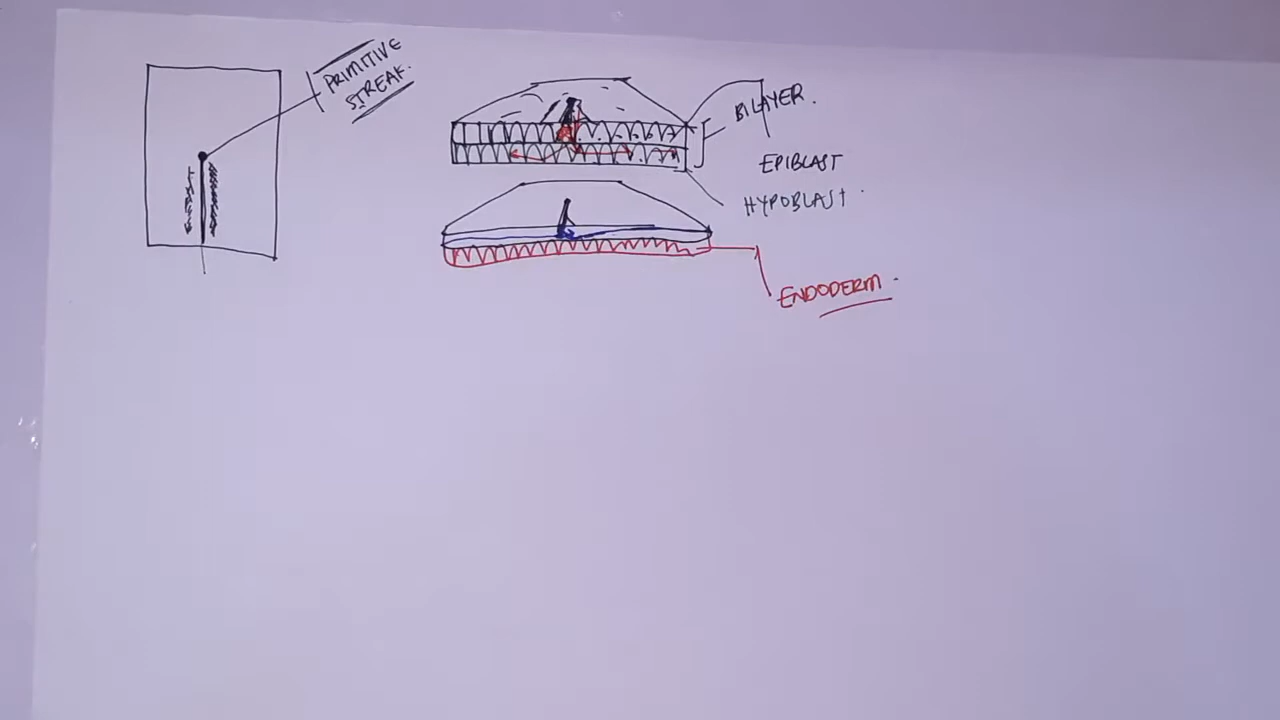 PRIMITIVE
STREAK.
BILAYER.
EPIBLAST
HYPOBLAST.
ENDODERM.